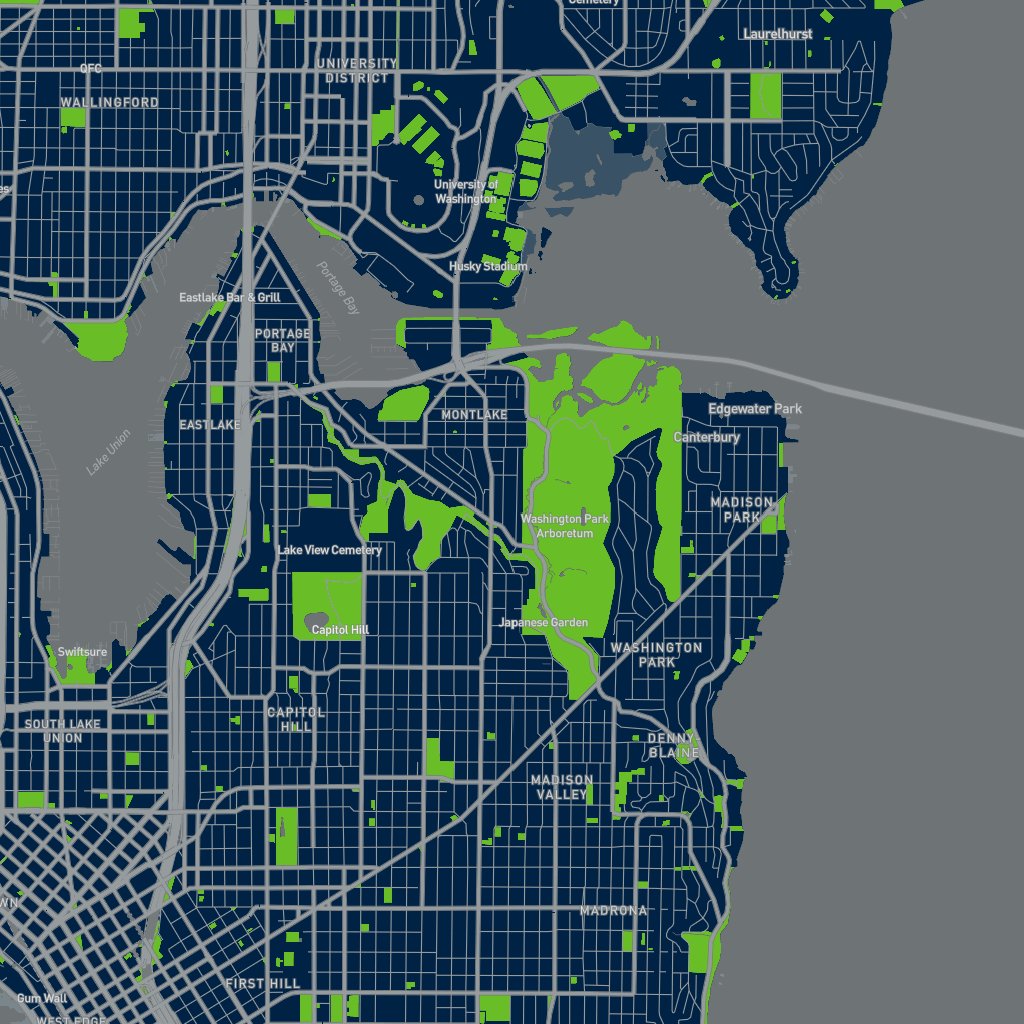 Cemetery
Laurelhurst
QFC
UNIVERSITY
DISTRICT
WALLINGFORD
University of
Washington
Husky Stadium
Portage Bay
Eastlake Bar & Grill
PORTAGE
BAY
EASTLAKE
MONTLAKE
Edgewater Park
Canterbury
Lake Union
MADISON
PARK
Washington Park
Arboretum
Lake View Cemetery
Capitol Hill
Japanese Garden
Swiftsure
WASHINGTON
PARK
CAPITOL
HILL
SOUTH LAKE
UNION
DENNY-
BLAINE
MADISON
VALLEY
MADRONA
FIRST HILL
Gum Wall
WEST EDGE